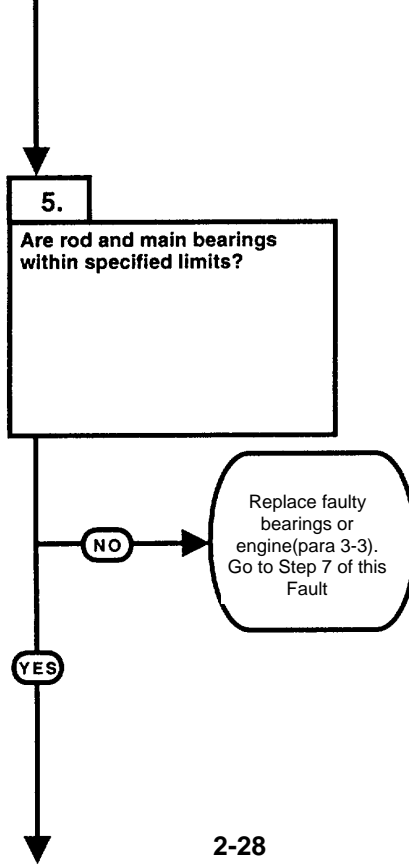 5.
Are rod and main bearings
within specified limits?
Replace faulty
bearings or
engine(para 3-3).
Go to Step 7 of this
Fault
NO
YES
2-28